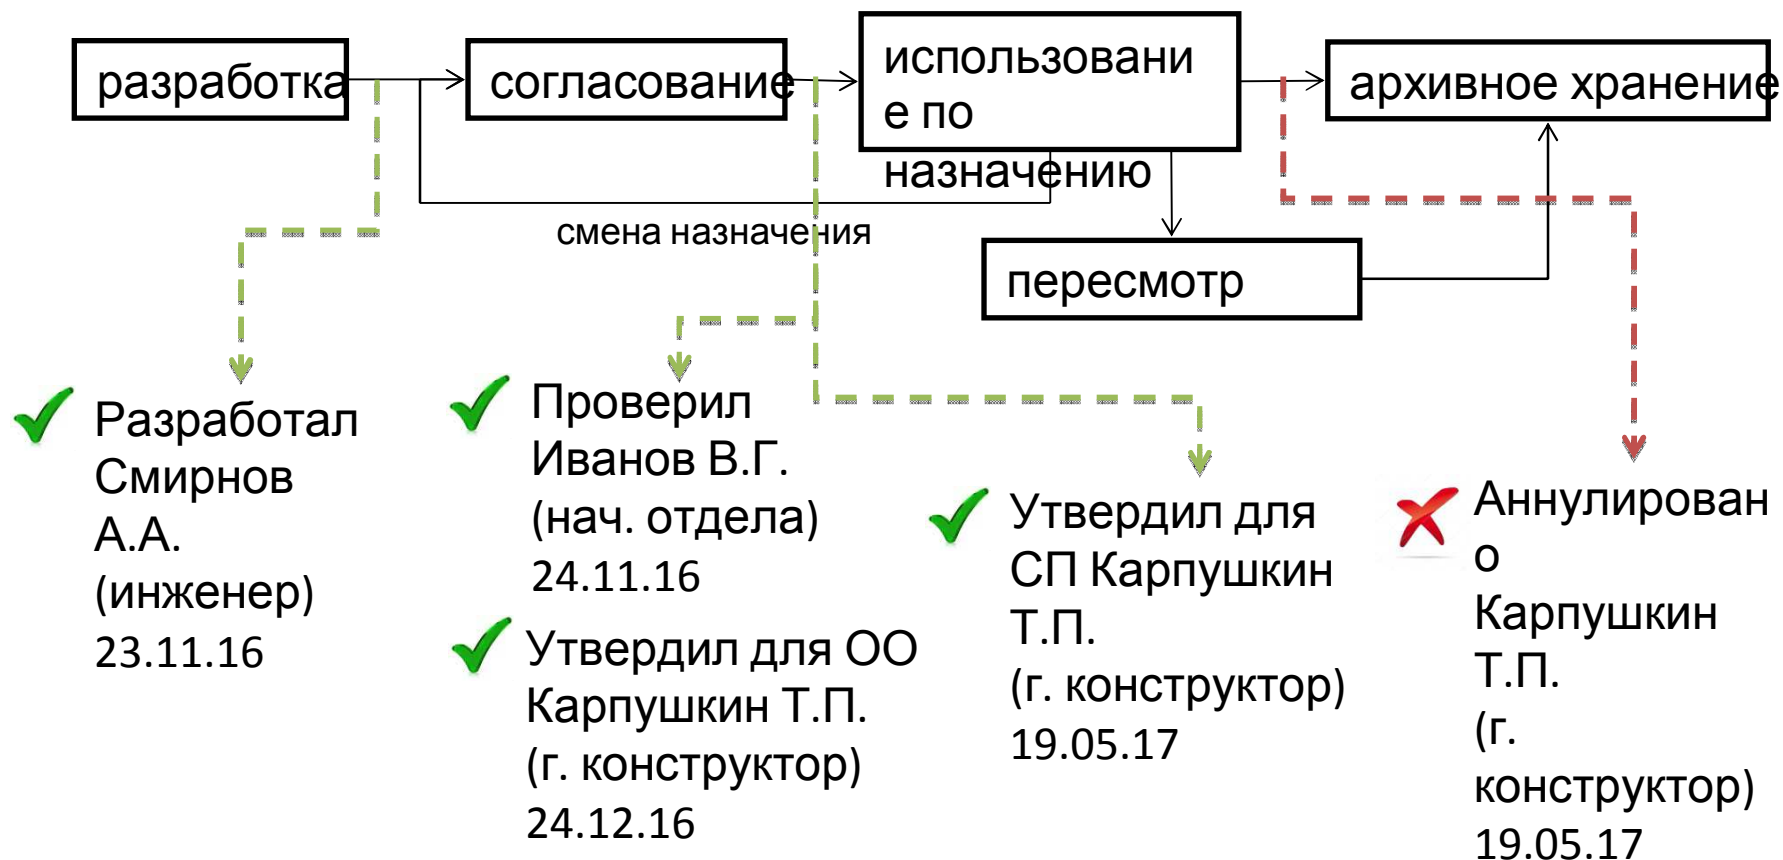 разработка
согласование
использовани
е по
назначению
архивное хранение
смена назначения
пересмотр
Разработал
Смирнов
А.А.
(инженер)
23.11.16
Проверил
Иванов В.Г.
(нач. отдела)
24.11.16
Утвердил для ОО
Карпушкин Т.П.
(г. конструктор)
24.12.16
Утвердил для
СП Карпушкин
Т.П.
(г. конструктор)
19.05.17
Аннулирован
о
Карпушкин
Т.П.
(г.
конструктор)
19.05.17